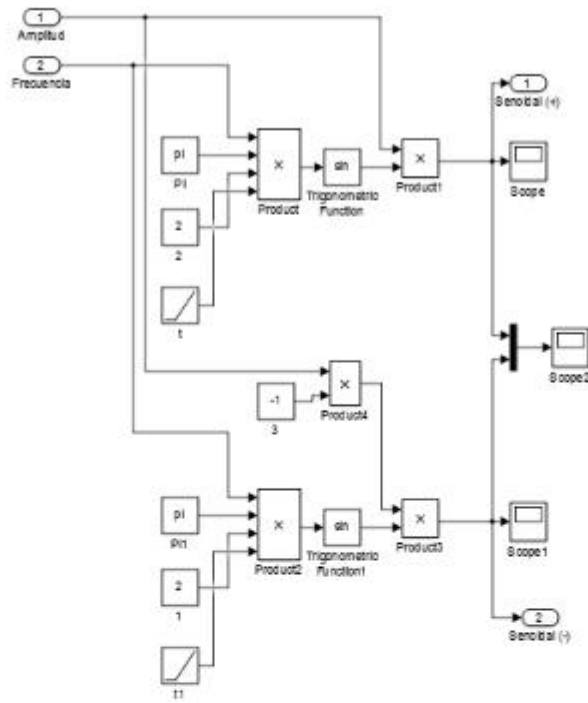 1
Amplitud
2
Frecuencia
pi
Pi
2
2
t
×
Product
sin
Trigonometric
Function
×
Product1
1
Senoidal (+)
Scope
Scope2
-1
3
×
Product4
pi
Pi1
2
1
t1
×
Product2
sin
Trigonometric
Function1
×
Product3
Scope1
2
Senoidal (-)